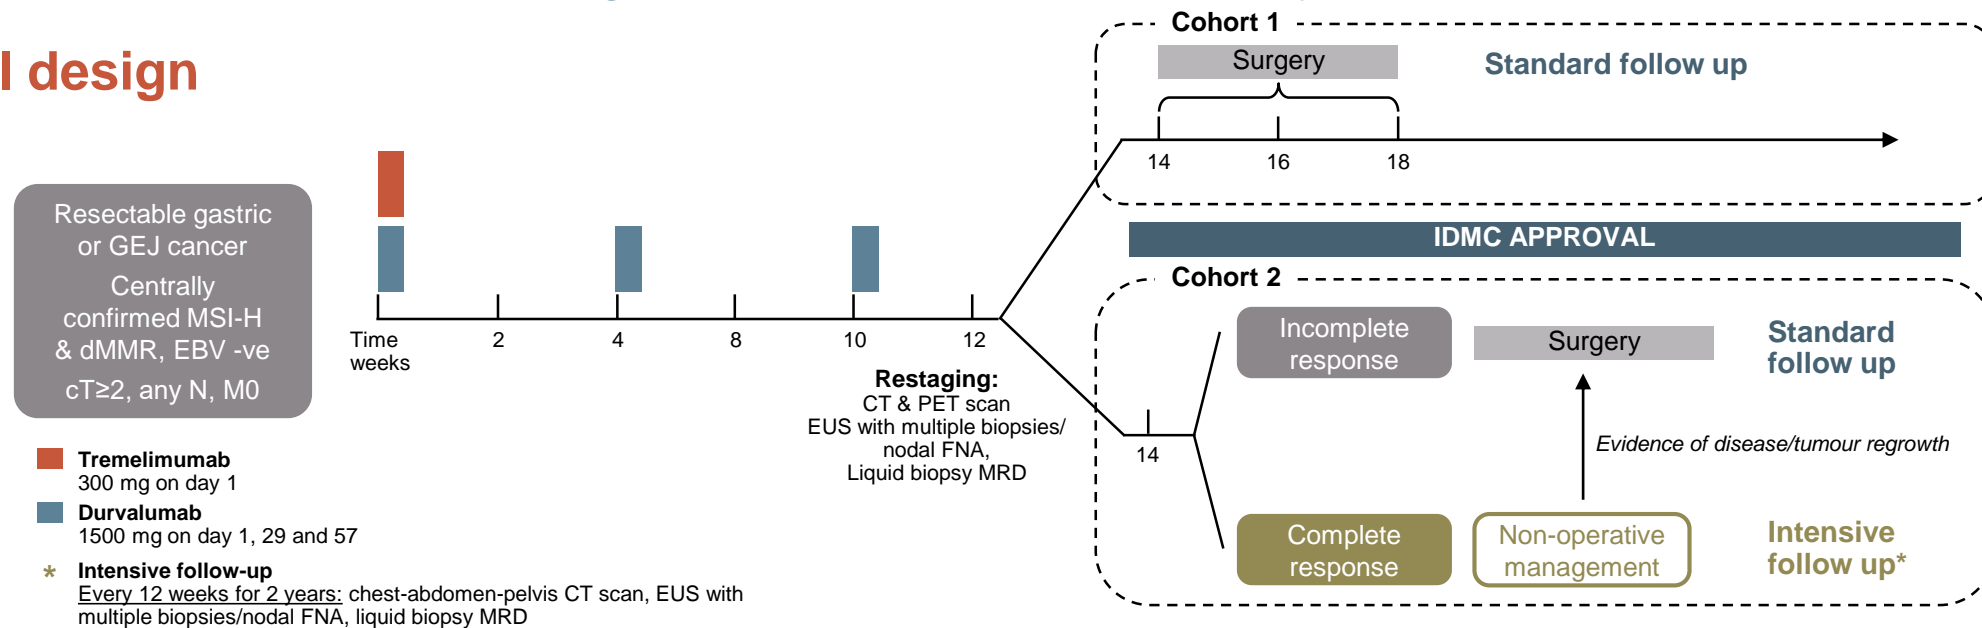 l design
Resectable gastric
or GEJ cancer
Centrally
confirmed MSI-H
& dMMR, EBV -ve
cT≥2, any N, M0
Tremelimumab
300 mg on day 1
Durvalumab
1500 mg on day 1, 29 and 57
* Intensive follow-up
Every 12 weeks for 2 years: chest-abdomen-pelvis CT scan, EUS with
multiple biopsies/nodal FNA, liquid biopsy MRD
Time
weeks
2 4 8 10 12
Restaging:
CT & PET scan
EUS with multiple biopsies/
nodal FNA,
Liquid biopsy MRD
Cohort 1
Surgery
Standard follow up
14 16 18
IDMC APPROVAL
Cohort 2
14
Incomplete
response
Surgery
Standard
follow up
Evidence of disease/tumour regrowth
Complete
response
Non-operative
management
Intensive
follow up*